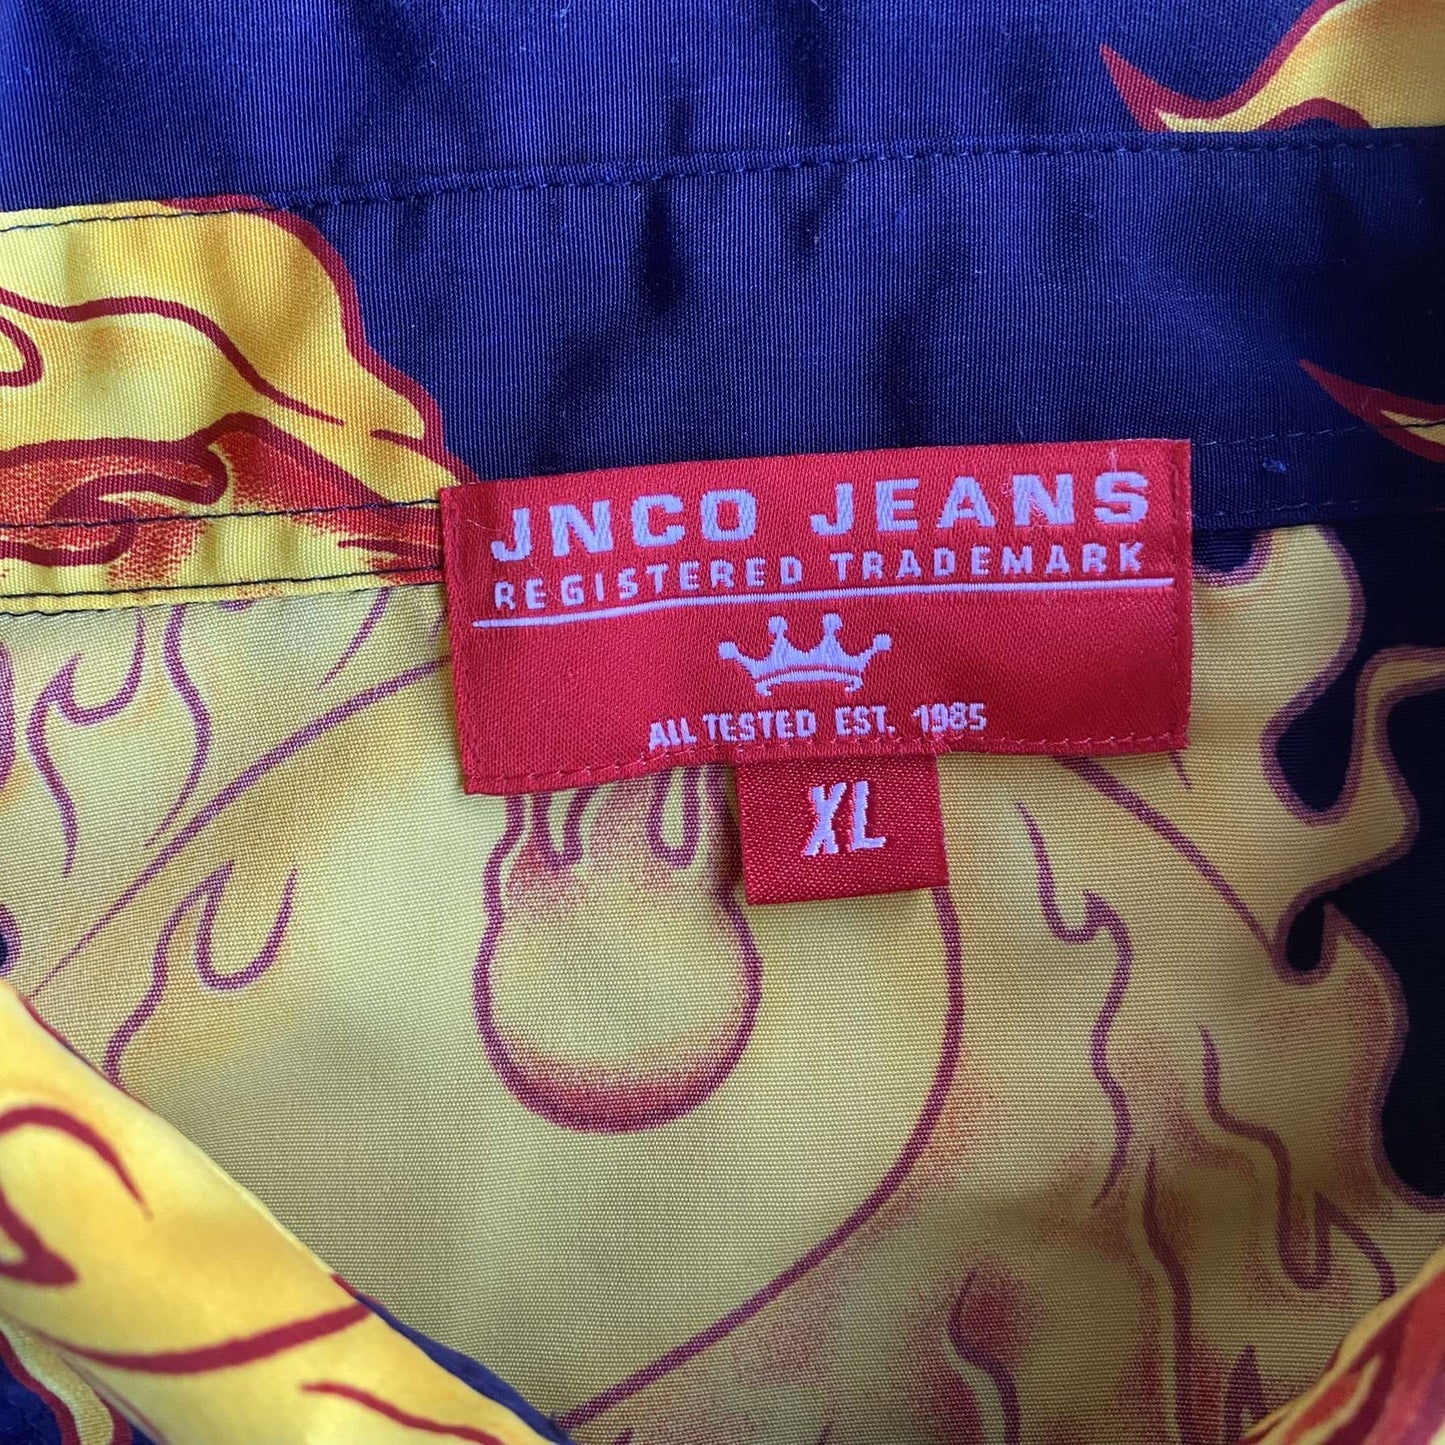 JNCO JEANS
REGISTERED TRADEMARK
ALL TESTED EST. 1985
XL